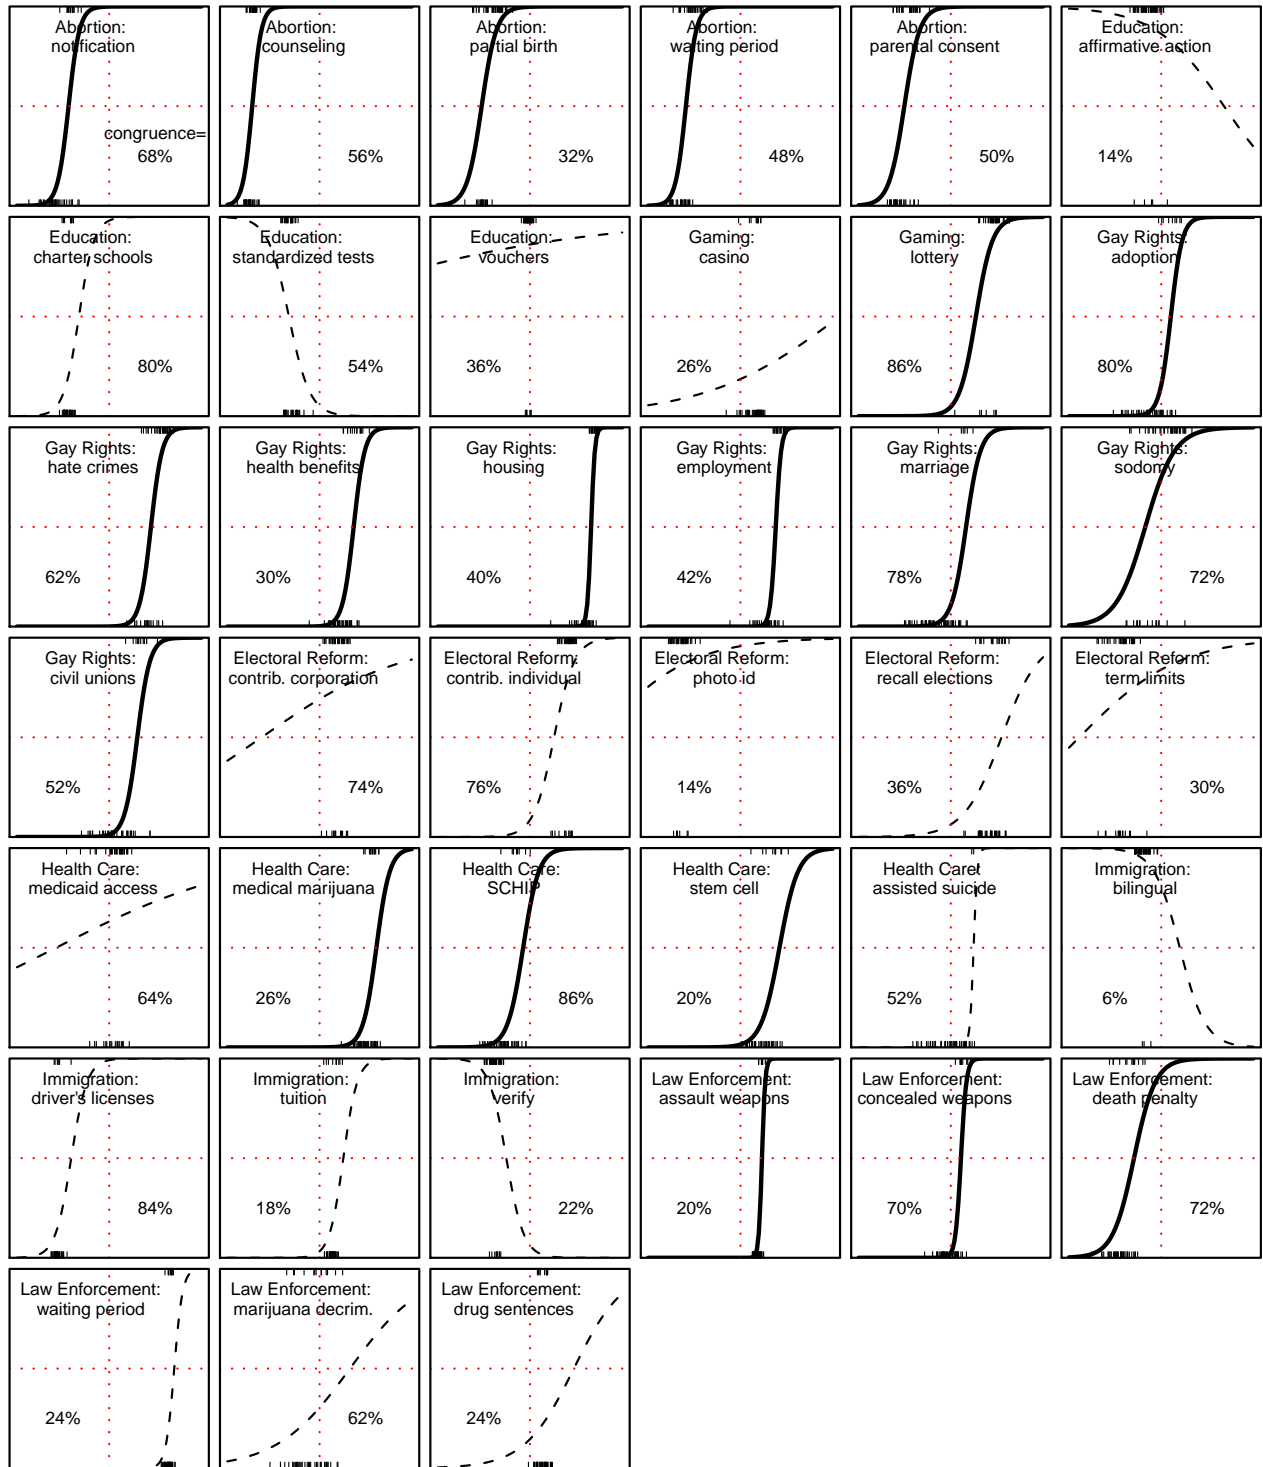 Abortion:
notification
congruence=
68%
Abortion:
counseling
56%
Abortion:
partial birth
32%
Abortion:
waiting period
48%
Abortion:
parental consent
50%
Education:
affirmative action
14%
Education:
charter schools
80%
Education:
standardized tests
54%
Education:
vouchers
36%
Gaming:
casino
26%
Gaming:
lottery
86%
Gay Rights:
adoption
80%
Gay Rights:
hate crimes
62%
Gay Rights:
health benefits
30%
Gay Rights:
housing
40%
Gay Rights:
employment
42%
Gay Rights:
marriage
78%
Gay Rights:
sodomy
72%
Gay Rights:
civil unions
52%
Electoral Reform:
contrib. corporation
74%
Electoral Reform:
contrib. individual
76%
Electoral Reform:
photo id
14%
Electoral Reform:
recall elections
36%
Electoral Reform:
term limits
30%
Health Care:
medicaid access
64%
Health Care:
medical marijuana
26%
Health Care:
SCHIP
86%
Health Care:
stem cell
20%
Health Care:
assisted suicide
52%
Immigration:
bilingual
6%
Immigration:
driver's licenses
84%
Immigration:
tuition
18%
Immigration:
verify
22%
Law Enforcement:
assault weapons
20%
Law Enforcement:
concealed weapons
70%
Law Enforcement:
death penalty
72%
Law Enforcement:
waiting period
24%
Law Enforcement:
marijuana decrim.
62%
Law Enforcement:
drug sentences
24%